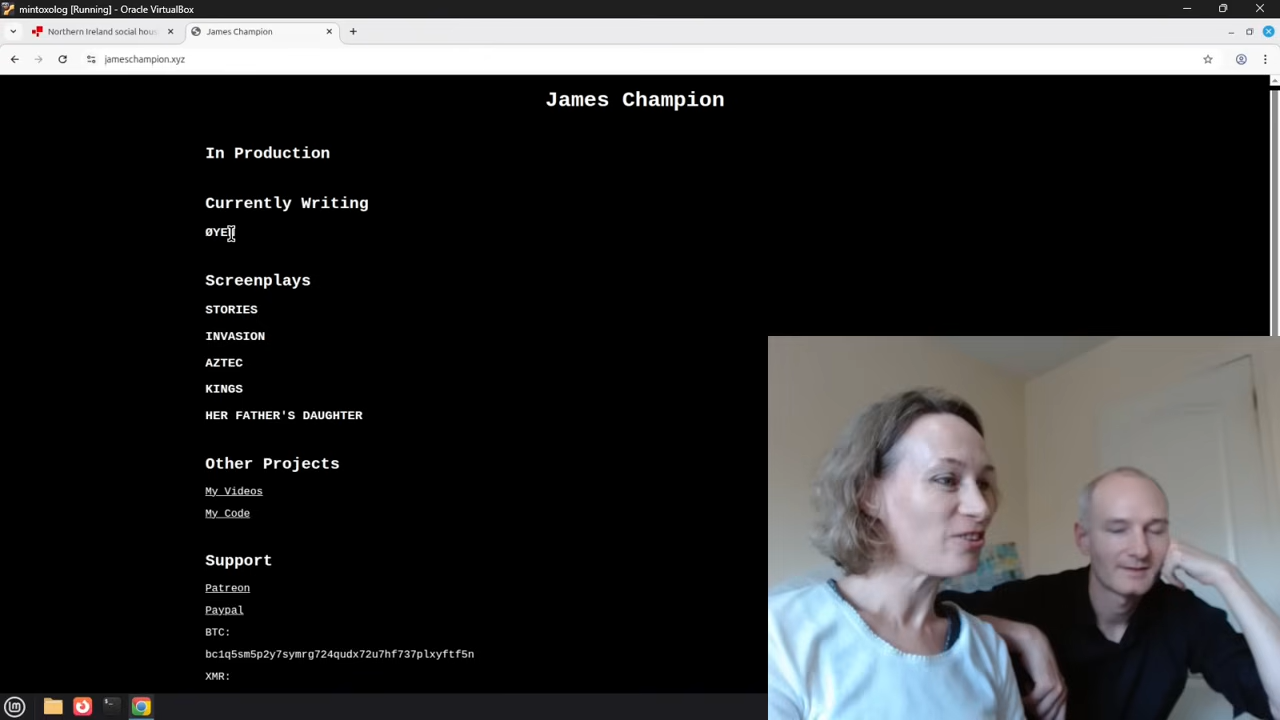 mintoxolog [Running] - Oracle VirtualBox
Northern Ireland social hou
James Champion
jameschampion.xyz
James Champion
In Production
Currently Writing
Screenplays
STORIES
INVASION
AZTEC
KINGS
HER FATHER'S DAUGHTER
Other Projects
My Videos
My Code
Support
Patreon
Paypal
BTC:
bc1q5sm5p2y7symrg724qudx72u7hf737plxyftf5n
XMR: